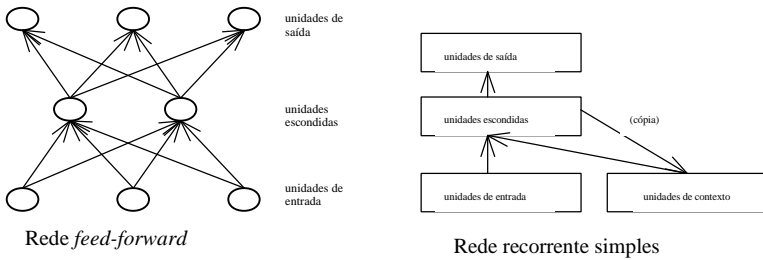 unidades de
saída
unidades
escondidas
unidades de
entrada
Rede feed-forward
unidades de saída
unidades escondidas
(cópia)
unidades de entrada
unidades de contexto
Rede recorrente simples